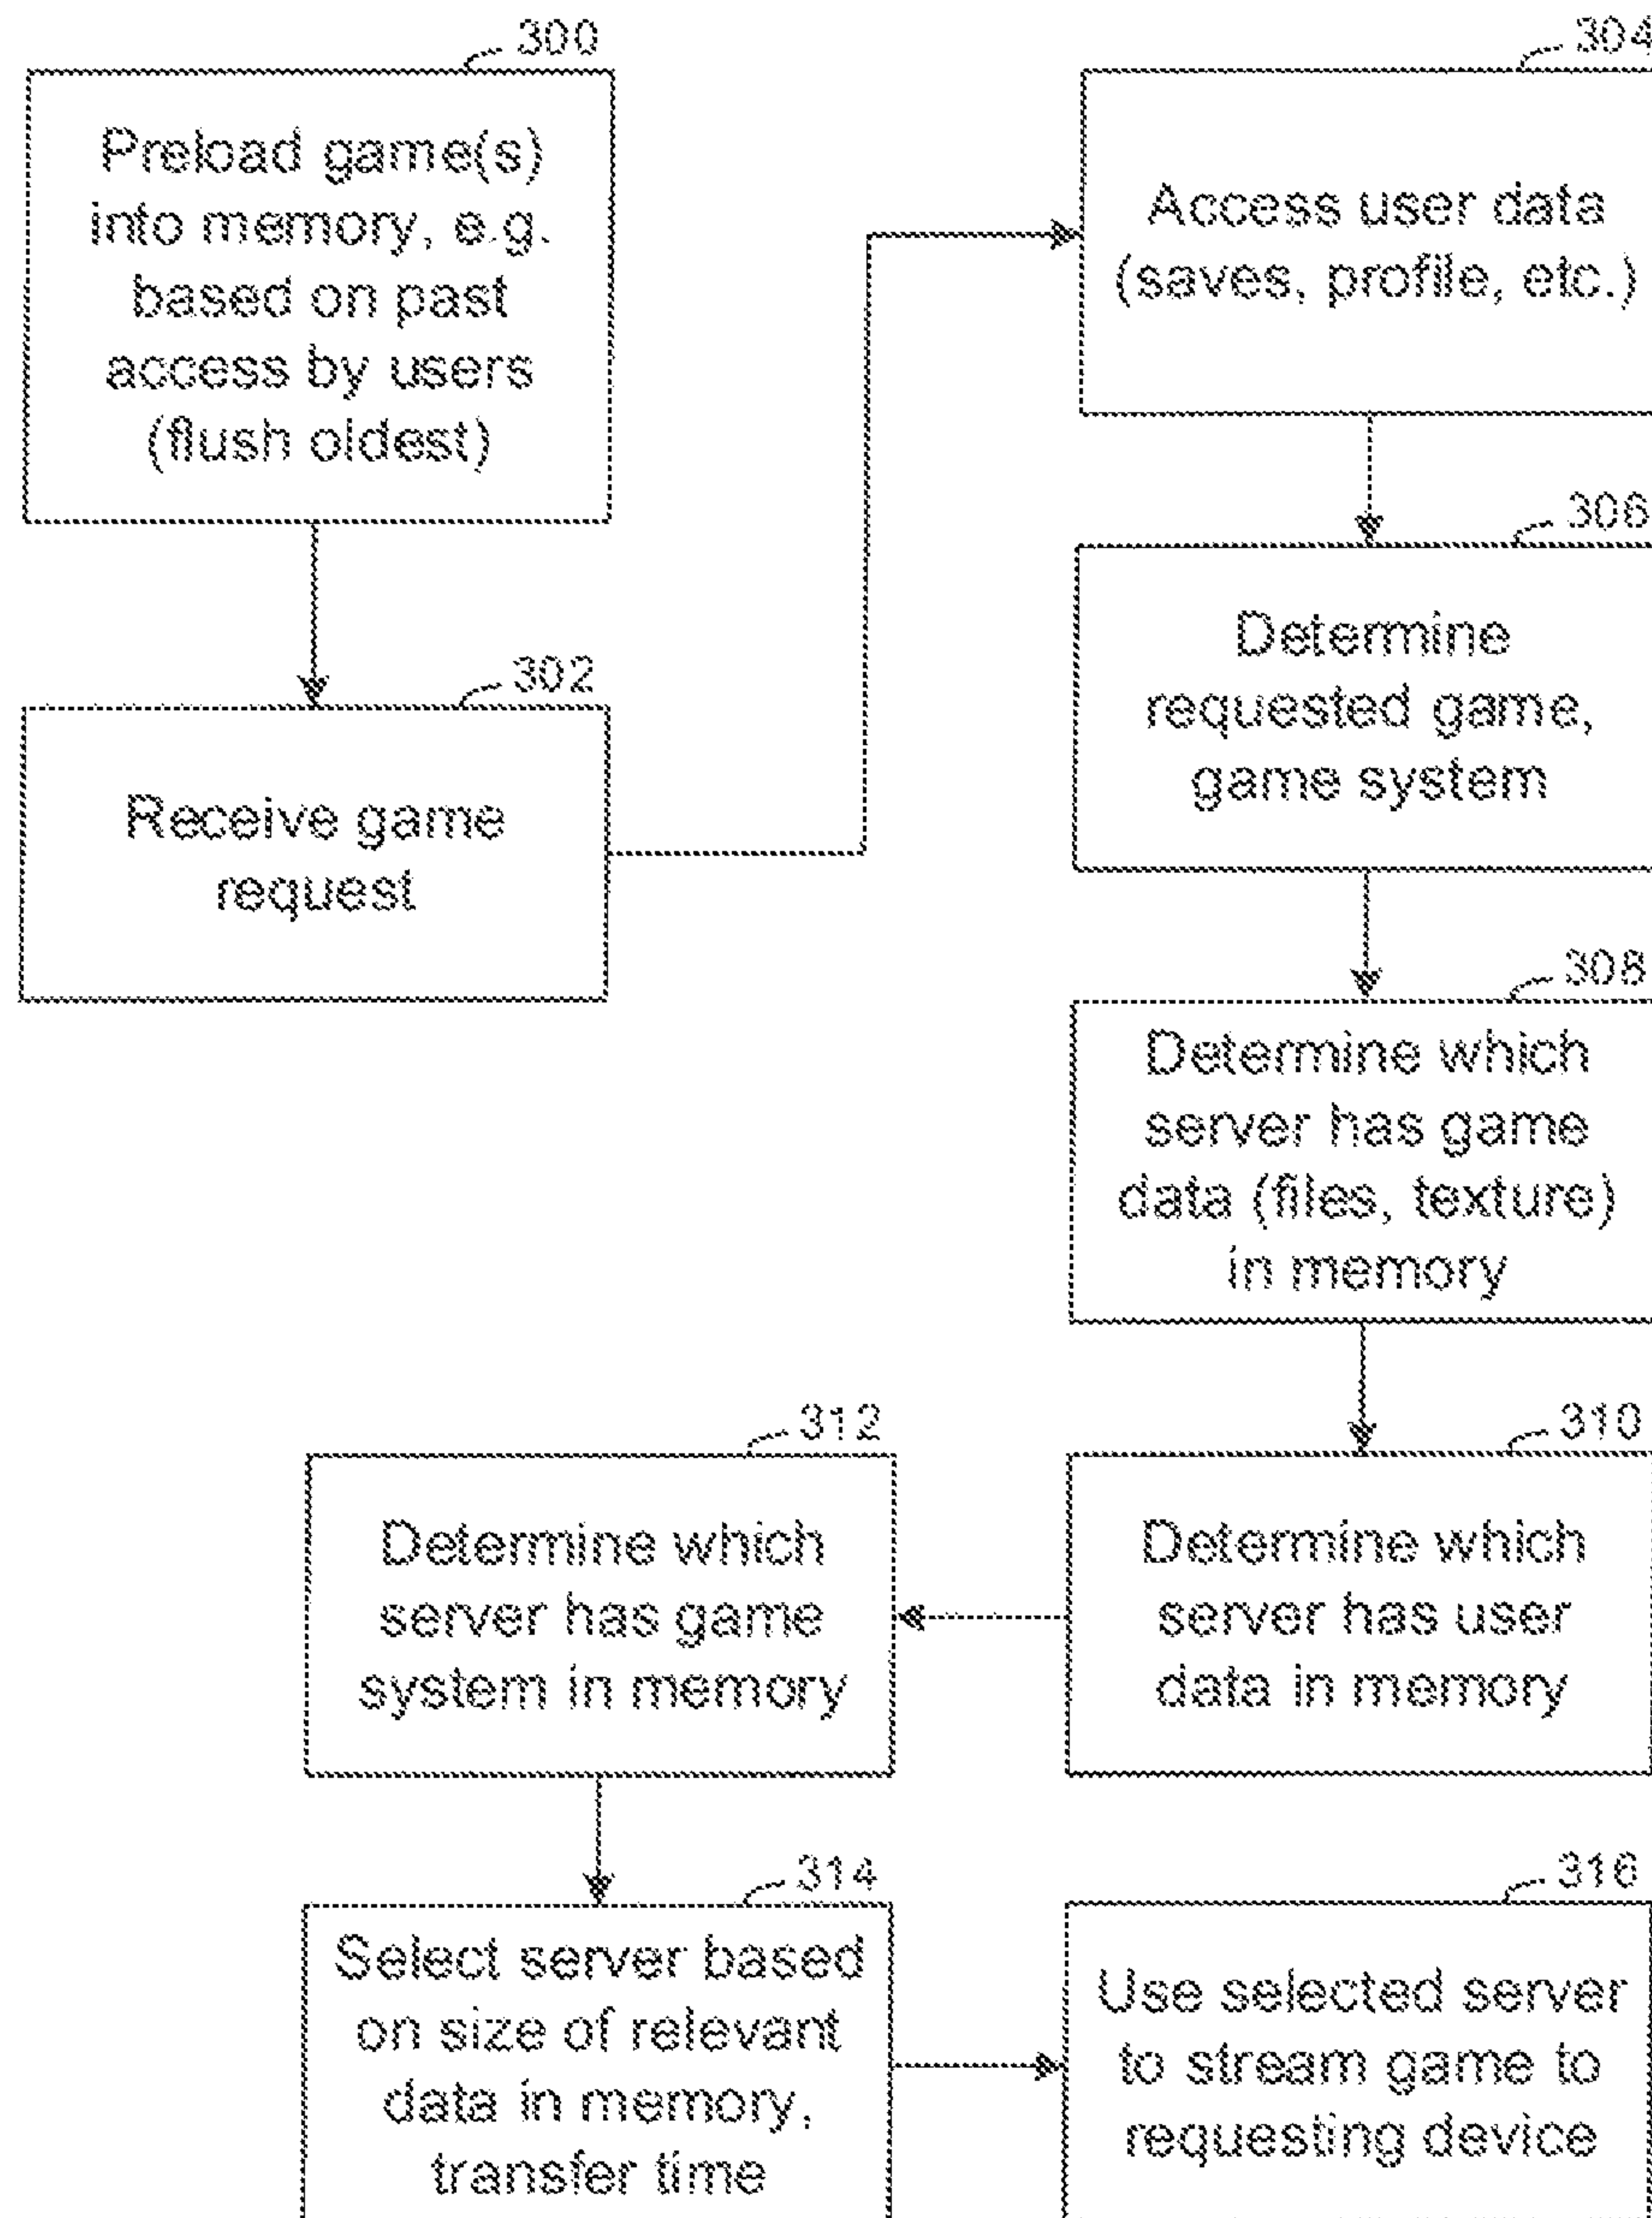 300
Preload game(s)
into memory, e.g.
based on past
access by users
(flush oldest)
302
Receive game
request
304
Access user data
(saves, profile, etc.)
306
Determine
requested game,
game system
308
Determine which
server has game
data (files, texture)
in memory
310
Determine which
server has user
data in memory
312
Determine which
server has game
system in memory
314
Select server based
on size of relevant
data in memory,
transfer time
316
Use selected server
to stream game to
requesting device